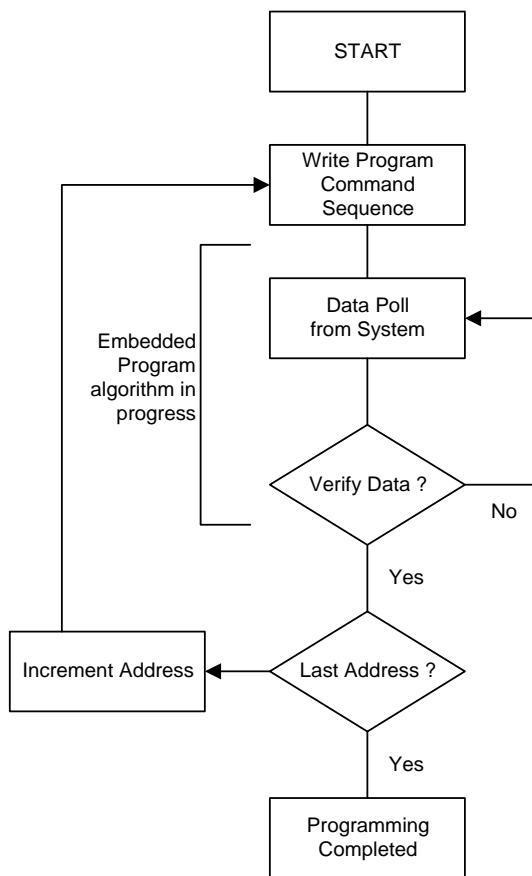 START
Write Program
Command
Sequence
Data Poll
from System
Embedded
Program
algorithm in
progress
Verify Data ?
No
Yes
Increment Address
Last Address ?
Yes
Programming
Completed